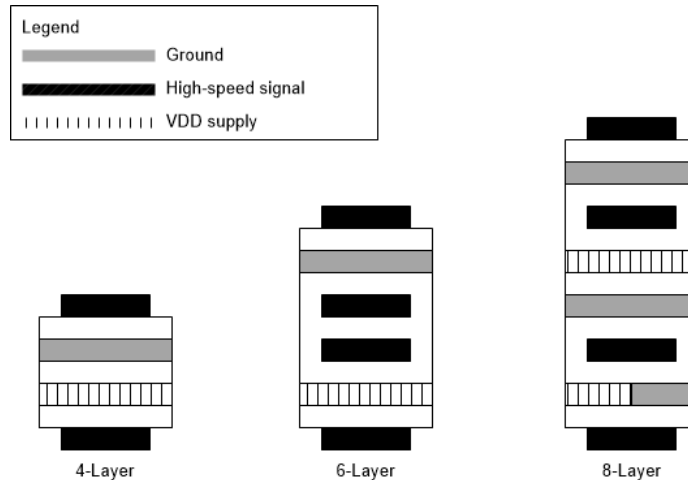 Legend
Ground
High-speed signal
VDD supply
4-Layer
6-Layer
8-Layer